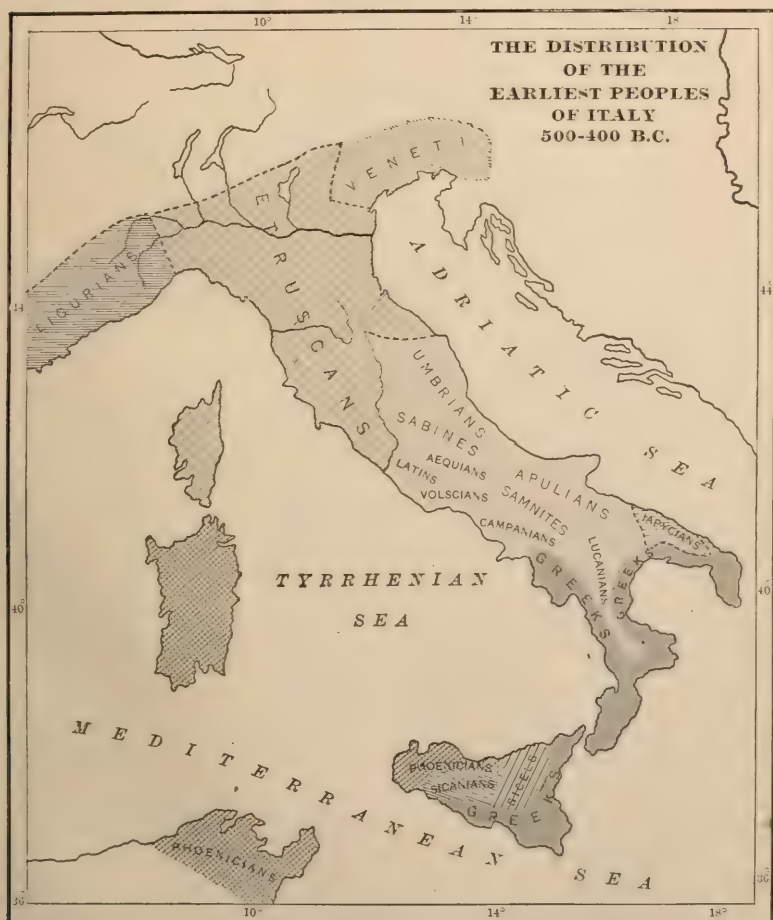 10° 14° 18
THE DISTRIBUTION
OF THE
EARLIEST PEOPLES
OF ITALY
500-400 B.C.
VENETI
ETRUSCANS
LIGURIANS
ADRIATIC SEA
44
44
UMBRIANS
SABINES
AEQUIANS
LATINS
VOLSCIANS
APULIANS
SAMNITES
CAMPANIANS
IAPYGIANS
LUCANIANS
GREEKS
GREEKS
TYRRHENIAN
SEA
40°
40°
MEDITERRANEAN SEA
PHOENICIANS
SICANIANS
SICELS
GREEKS
PHOENICIANS
36°
36°
10° 14° 18°